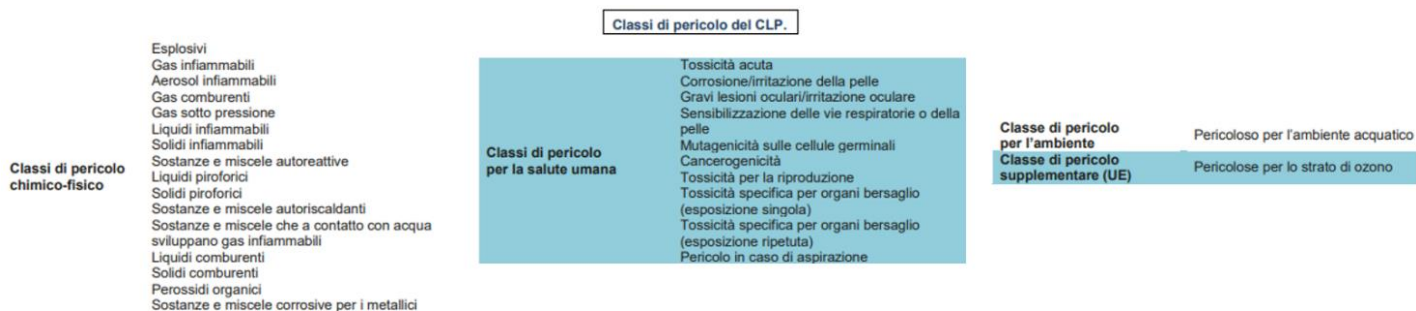 Classi di pericolo del CLP.
Classi di pericolo
chimico-fisico
Esplosivi
Gas infiammabili
Aerosol infiammabili
Gas comburenti
Gas sotto pressione
Liquidi infiammabili
Solidi infiammabili
Sostanze e miscele autoreattive
Liquidi piroforici
Solidi piroforici
Sostanze e miscele autoriscaldanti
Sostanze e miscele che a contatto con acqua
sviluppano gas infiammabili
Liquidi comburenti
Solidi comburenti
Perossidi organici
Sostanze e miscele corrosive per i metallici
Classi di pericolo
per la salute umana
Tossicità acuta
Corrosione/irritazione della pelle
Gravi lesioni oculari/irritazione oculare
Sensibilizzazione delle vie respiratorie o della
pelle
Mutagenicità sulle cellule germinali
Cancerogenicità
Tossicità per la riproduzione
Tossicità specifica per organi bersaglio
(esposizione singola)
Tossicità specifica per organi bersaglio
(esposizione ripetuta)
Pericolo in caso di aspirazione
Classe di pericolo
per l'ambiente
Pericoloso per l'ambiente acquatico
Classe di pericolo
supplementare (UE)
Pericolose per lo strato di ozono